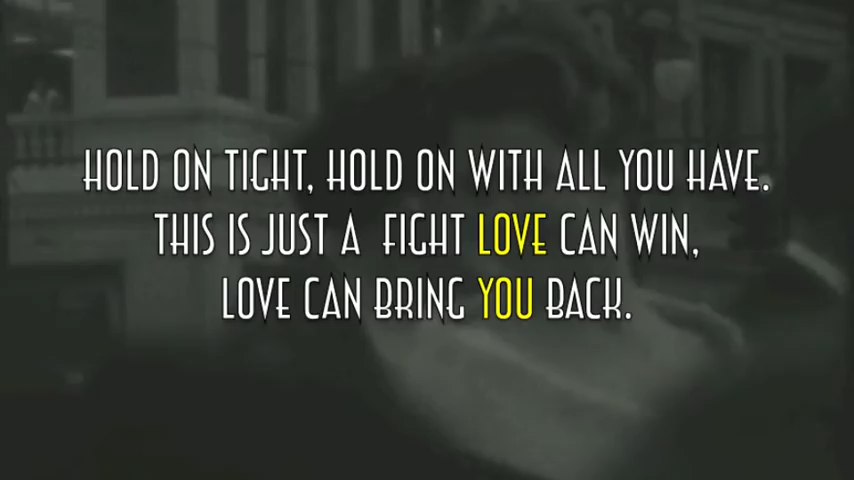 HOLD ON TIGHT, HOLD ON WITH ALL YOU HAVE.
THIS IS JUST A FIGHT LOVE CAN WIN,
LOVE CAN BRING YOU BACK.